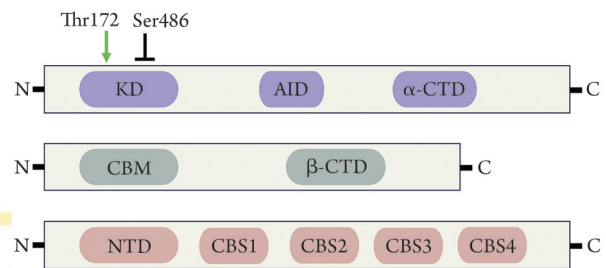 Thr172 Ser486
N KD AID α-CTD C
N CBM β-CTD C
N NTD CBS1 CBS2 CBS3 CBS4 C